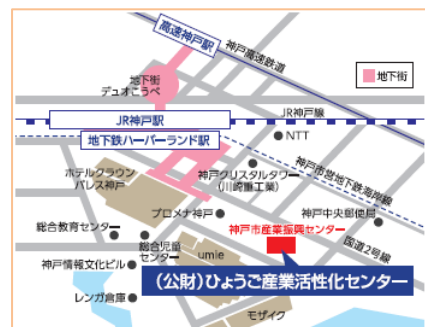 高速神戸駅
神戸高速鉄道
地下街
デュオこうべ
地下街
JR神戸駅
JR神戸線
地下鉄ハーバーランド駅
NTT
神戸市営地下鉄海岸線
ホテルクラウン
パレス神戸
神戸クリスタルタワー
(川崎重工業)
プロメナ神戸
神戸中央郵便局
総合教育センター
神戸市産業振興センター
国道2号線
総合児童
センター
umie
神戸情報文化ビル
(公財)ひょうご産業活性化センター
レンガ倉庫
モザイク